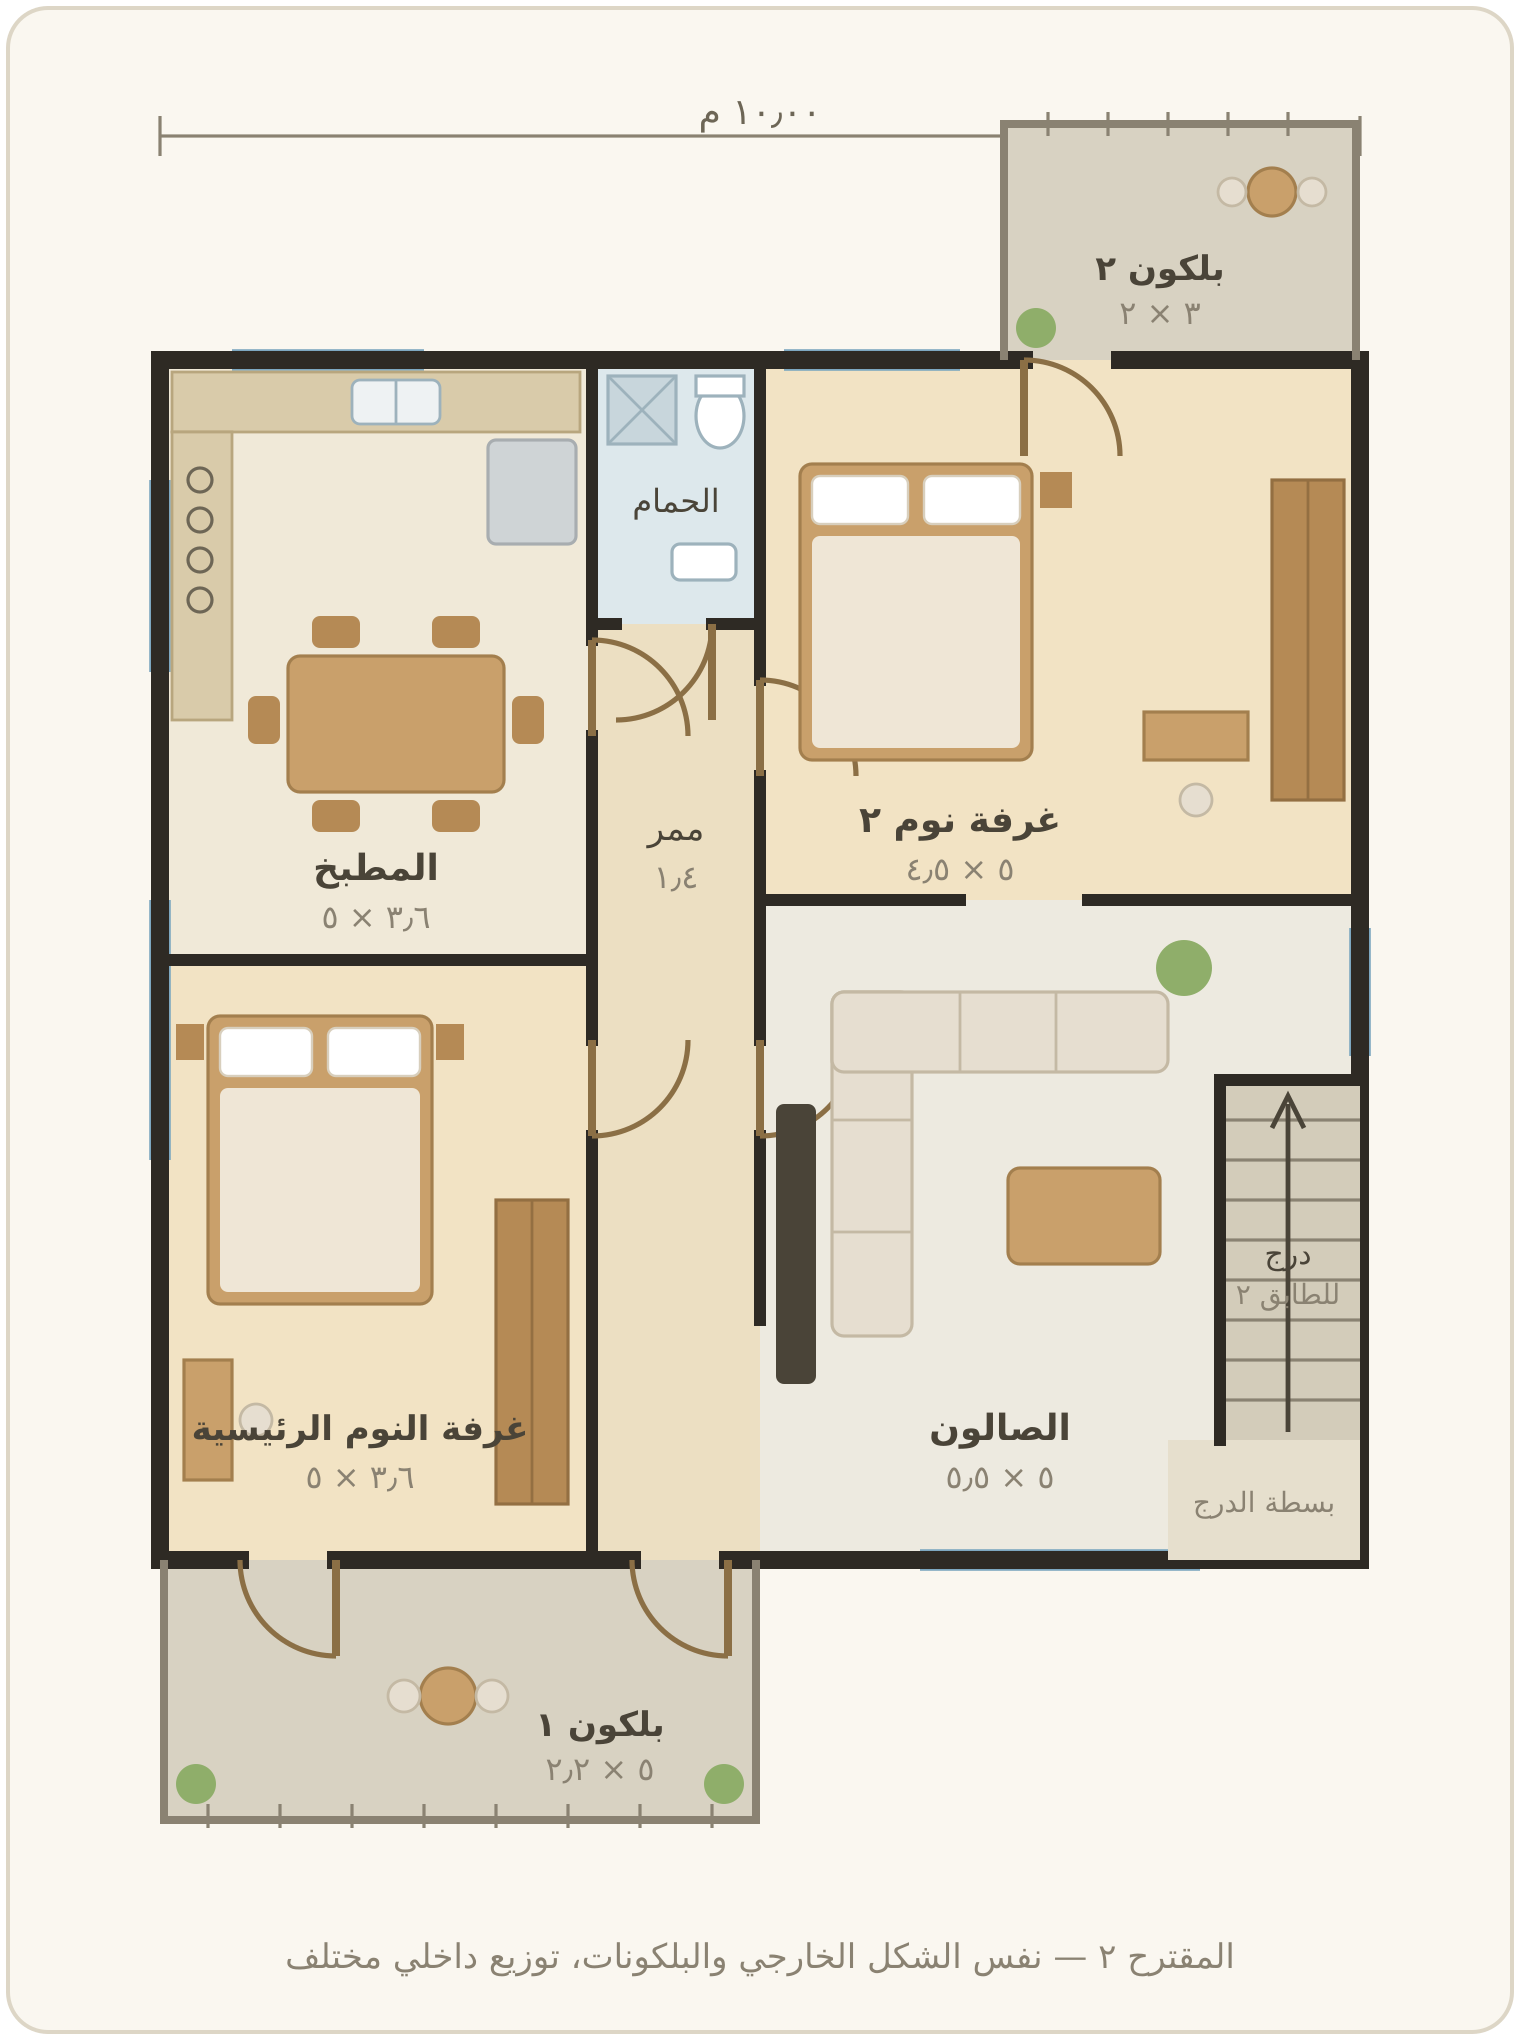 ١٠٫٠٠ م
بلكون ٢
٣ × ٢
الحمام
غرفة نوم ٢
٥ × ٤٫٥
ممر
١٫٤
المطبخ
٣٫٦ × ٥
درج
للطابق ٢
الصالون
٥ × ٥٫٥
غرفة النوم الرئيسية
٣٫٦ × ٥
بسطة الدرج
بلكون ١
٥ × ٢٫٢
المقترح ٢ — نفس الشكل الخارجي والبلكونات، توزيع داخلي مختلف